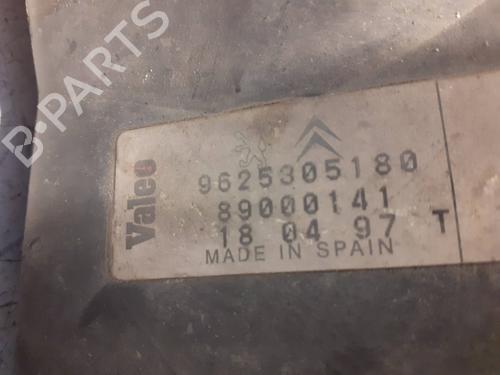 B-PARTS
Valeo
9625305180
89000141
18 04 97 T
MADE IN SPAIN